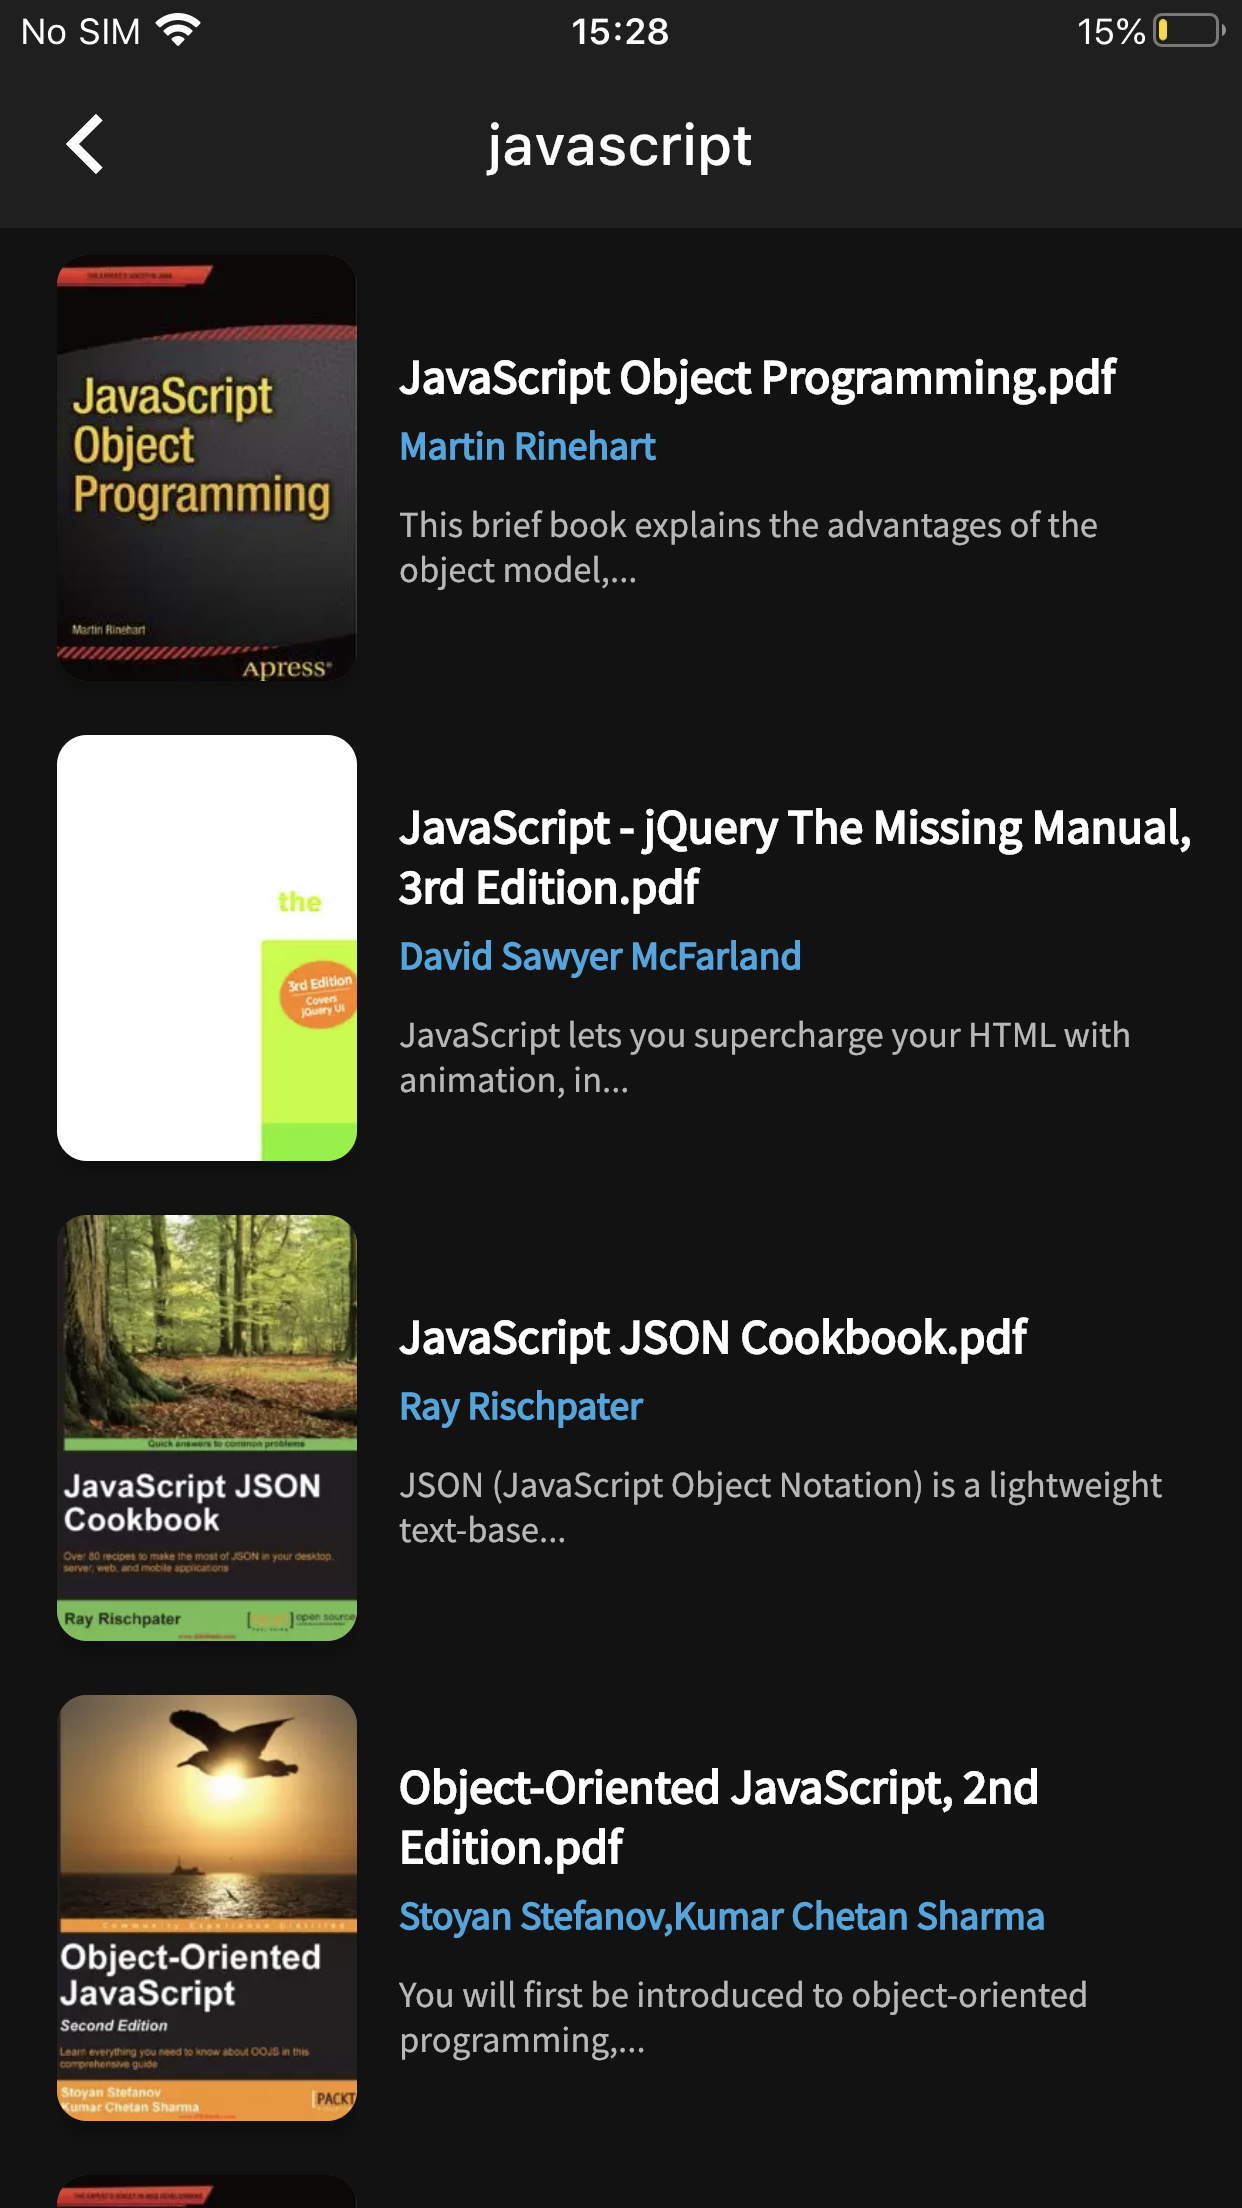 No SIM 15:28 15%
javascript
THE EXPERT'S VOICE® IN JAVA
JavaScript
Object
Programming
Martin Rinehart
Apress®
JavaScript Object Programming.pdf
Martin Rinehart
This brief book explains the advantages of the
object model,...
the
3rd Edition
Covers
jQuery UI
JavaScript - jQuery The Missing Manual,
3rd Edition.pdf
David Sawyer McFarland
JavaScript lets you supercharge your HTML with
animation, in...
Quick answers to common problems
JavaScript JSON
Cookbook
Over 80 recipes to make the most of JSON in your desktop,
server, web, and mobile applications
Ray Rischpater
open source
JavaScript JSON Cookbook.pdf
Ray Rischpater
JSON (JavaScript Object Notation) is a lightweight
text-base...
Community Experience Distilled
Object-Oriented
JavaScript
Second Edition
Learn everything you need to know about OOJS in this
comprehensive guide
Stoyan Stefanov
Kumar Chetan Sharma
PACKT
Object-Oriented JavaScript, 2nd
Edition.pdf
Stoyan Stefanov,Kumar Chetan Sharma
You will first be introduced to object-oriented
programming,...
THE EXPERT'S VOICE® IN WEB DEVELOPMENT